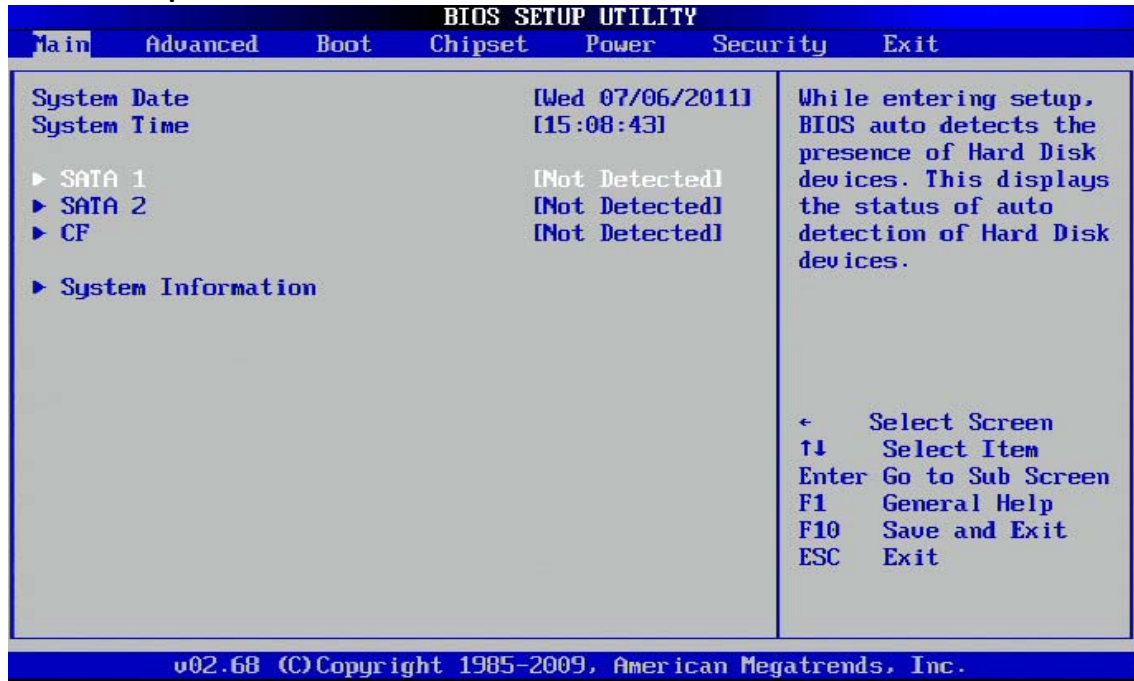 BIOS SETUP UTILITY
Main Advanced Boot Chipset Power Security Exit
System Date [Wed 07/06/2011]
System Time [15:08:43]
► SATA 1 [Not Detected]
► SATA 2 [Not Detected]
► CF [Not Detected]
► System Information
While entering setup,
BIOS auto detects the
presence of Hard Disk
devices. This displays
the status of auto
detection of Hard Disk
devices.
← Select Screen
↑↓ Select Item
Enter Go to Sub Screen
F1 General Help
F10 Save and Exit
ESC Exit
v02.68 (C)Copyright 1985-2009, American Megatrends, Inc.